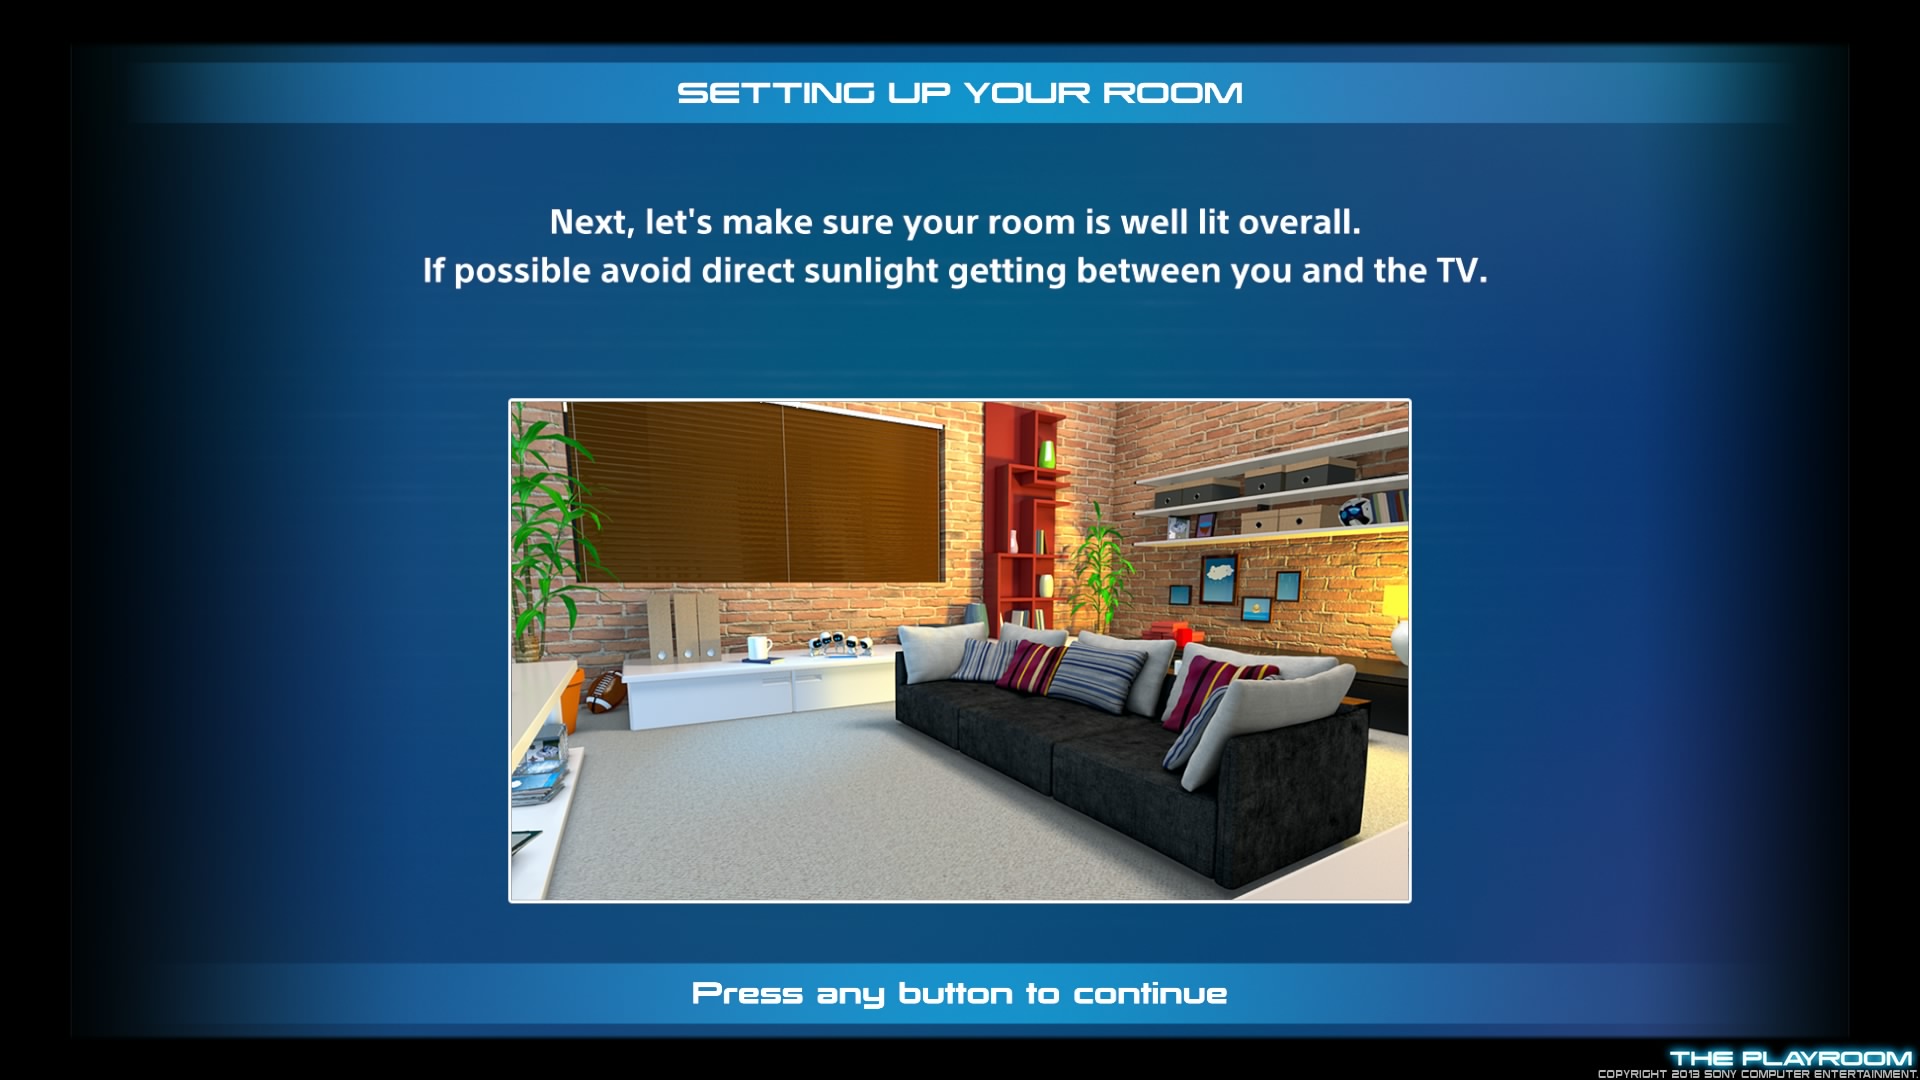 SETTING UP YOUR ROOM
Next, let's make sure your room is well lit overall.
If possible avoid direct sunlight getting between you and the TV.
Press any button to continue
THE PLAYROOM
COPYRIGHT 2013 SONY COMPUTER ENTERTAINMENT.